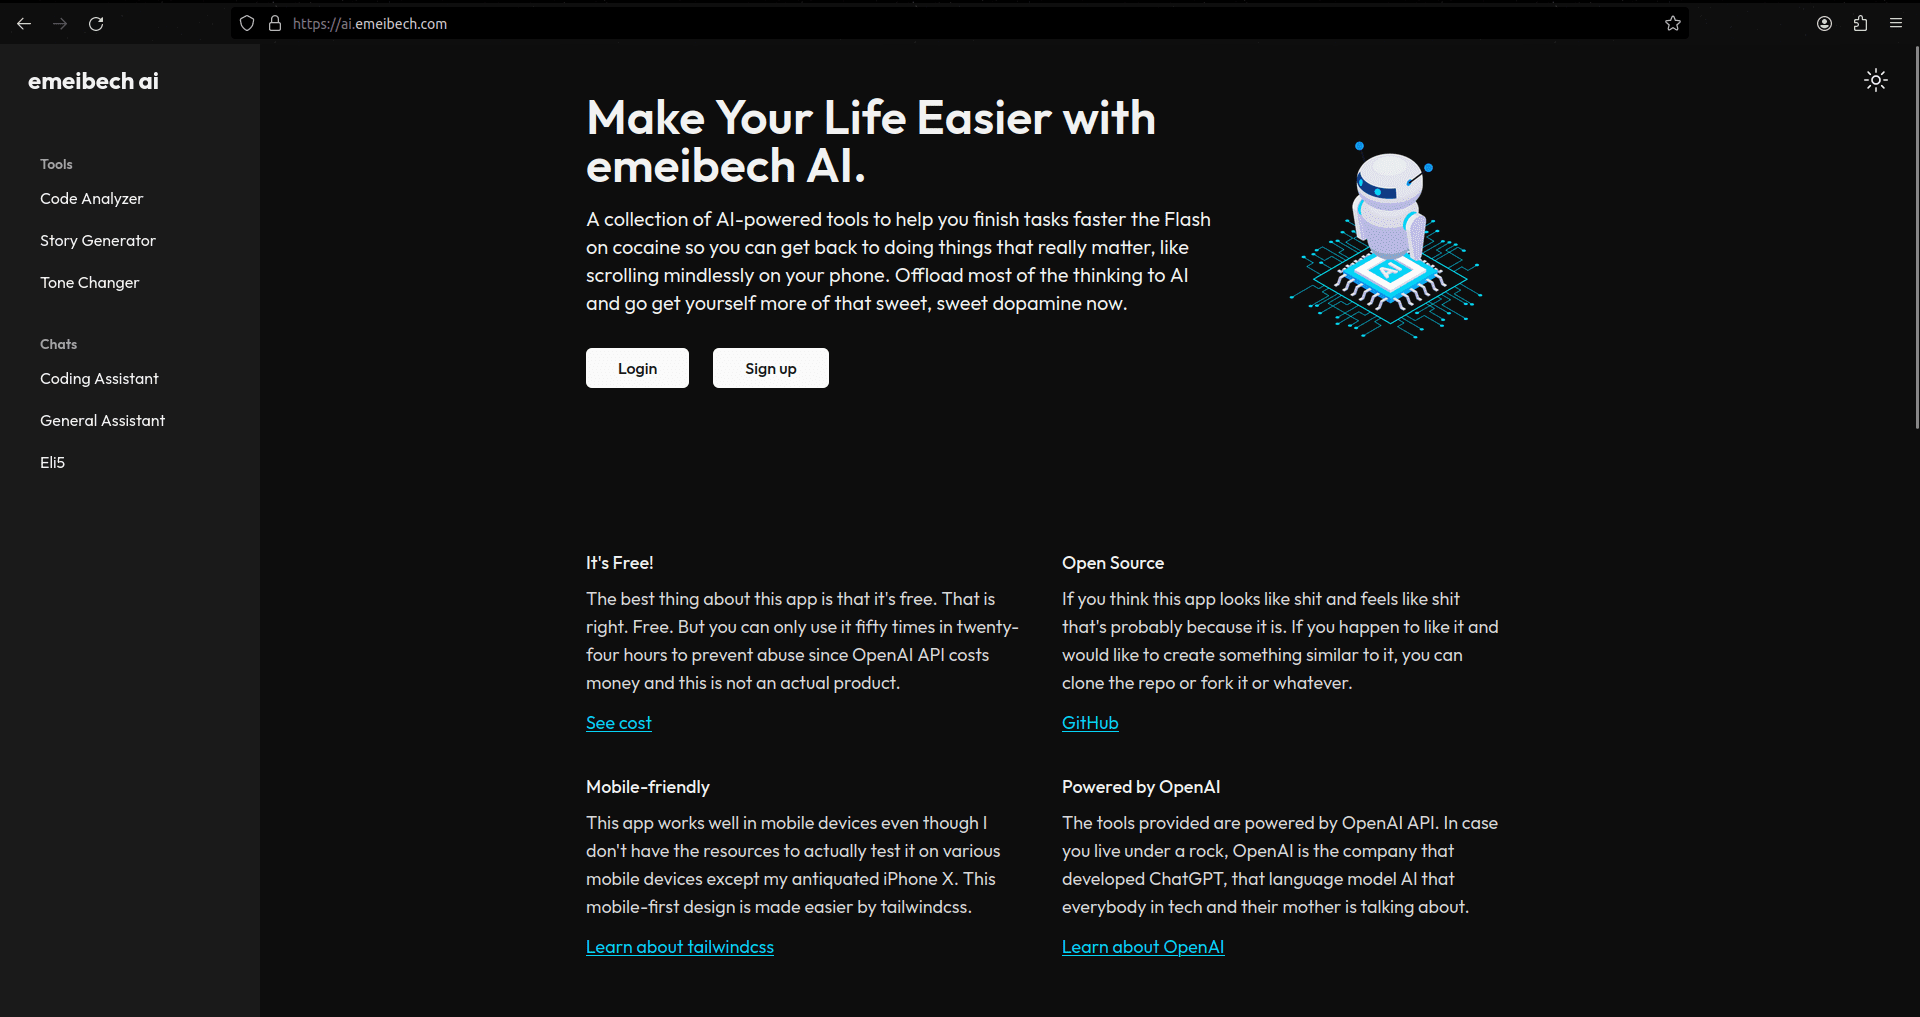 https://ai.emeibech.com
emeibech ai
Tools
Code Analyzer
Story Generator
Tone Changer
Chats
Coding Assistant
General Assistant
Eli5
Make Your Life Easier with
emeibech AI.
A collection of AI-powered tools to help you finish tasks faster the Flash
on cocaine so you can get back to doing things that really matter, like
scrolling mindlessly on your phone. Offload most of the thinking to AI
and go get yourself more of that sweet, sweet dopamine now.
Login
Sign up
AI
It's Free!
The best thing about this app is that it's free. That is
right. Free. But you can only use it fifty times in twenty-
four hours to prevent abuse since OpenAI API costs
money and this is not an actual product.
See cost
Open Source
If you think this app looks like shit and feels like shit
that's probably because it is. If you happen to like it and
would like to create something similar to it, you can
clone the repo or fork it or whatever.
GitHub
Mobile-friendly
This app works well in mobile devices even though I
don't have the resources to actually test it on various
mobile devices except my antiquated iPhone X. This
mobile-first design is made easier by tailwindcss.
Learn about tailwindcss
Powered by OpenAI
The tools provided are powered by OpenAI API. In case
you live under a rock, OpenAI is the company that
developed ChatGPT, that language model AI that
everybody in tech and their mother is talking about.
Learn about OpenAI